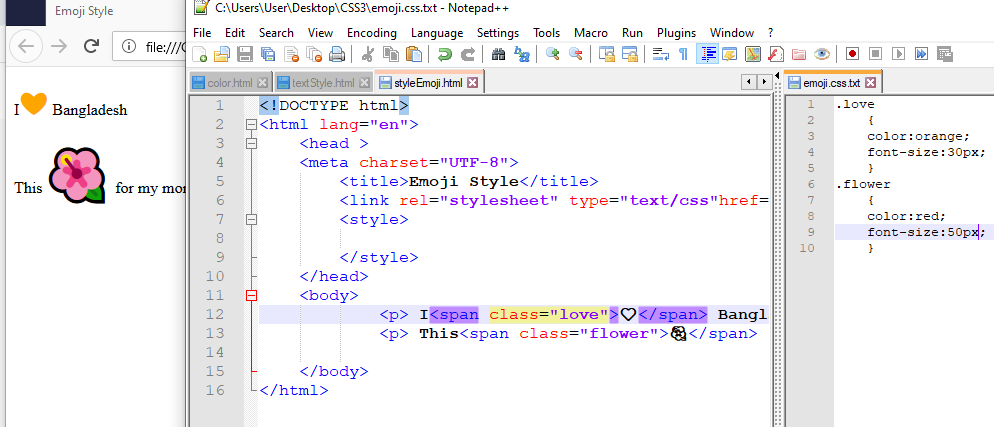 Emoji Style
file:///
I🧡 Bangladesh
This 🌺 for my mor
C:\Users\User\Desktop\CSS3\emoji.css.txt - Notepad++
File Edit Search View Encoding Language Settings Tools Macro Run Plugins Window ?
color.html textStyle.html styleEmoji.html
1 <!DOCTYPE html>
2 <html lang="en">
3 <head >
4 <meta charset="UTF-8">
5 <title>Emoji Style</title>
6 <link rel="stylesheet" type="text/css"href=
7 <style>
8
9 </style>
10 </head>
11 <body>
12 <p> I<span class="love">♡</span> Bangl
13 <p> This<span class="flower">🌺</span>
14
15 </body>
16 </html>
emoji.css.txt
1 .love
2 {
3 color:orange;
4 font-size:30px;
5 }
6 .flower
7 {
8 color:red;
9 font-size:50px;
10 }